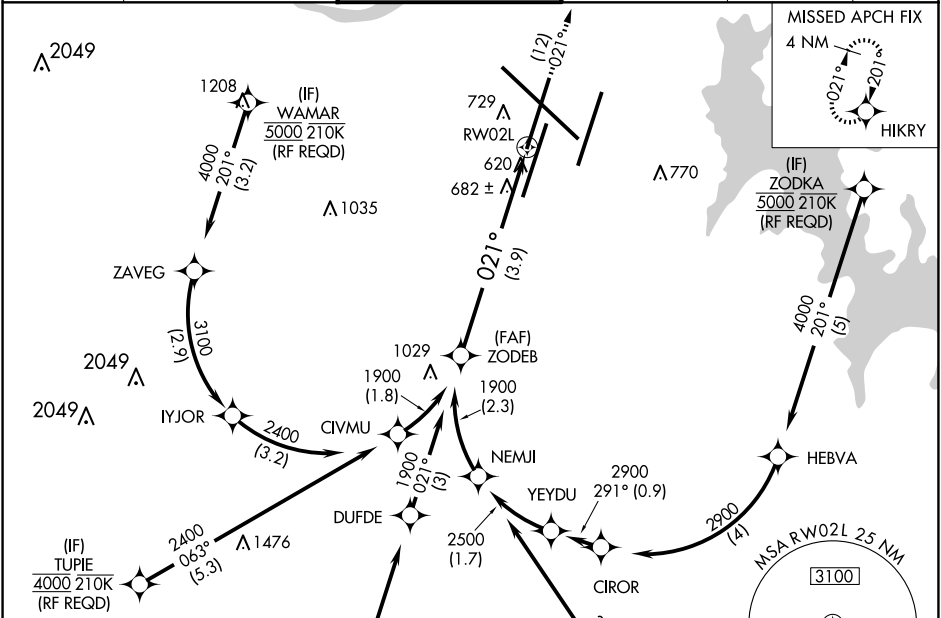 MISSED APCH FIX
4 NM
021°
201°
HIKRY
2049
1208
(IF)
WAMAR
5000 210K
(RF REQD)
(12)
021°
729
RW02L
620
682 ±
770
(IF)
ZODKA
5000 210K
(RF REQD)
4000
201°
(3.2)
1035
ZAVEG
021°
(3.9)
4000
201°
(5)
3100
(2.9)
(FAF)
ZODEB
1029
2049
1900
(1.8)
1900
(2.3)
2049
IYJOR
2400
(3.2)
CIVMU
NEMJI
HEBVA
1900
021°
(3)
YEYDU
2900
291° (0.9)
DUFDE
2500
(1.7)
2900
(4)
2400
063°
(5.3)
1476
(IF)
TUPIE
4000 210K
(RF REQD)
CIROR
MSA RW02L 25 NM
3100